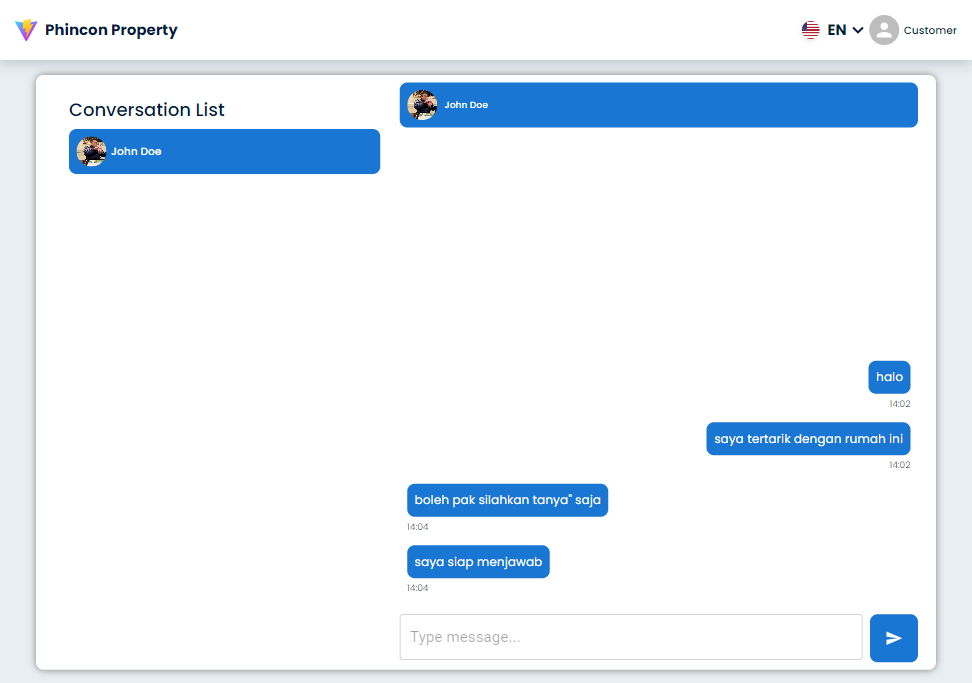 Phincon Property
EN
Customer
Conversation List
John Doe
John Doe
halo
14:02
saya tertarik dengan rumah ini
14:02
boleh pak silahkan tanya" saja
14:04
saya siap menjawab
14:04
Type message...